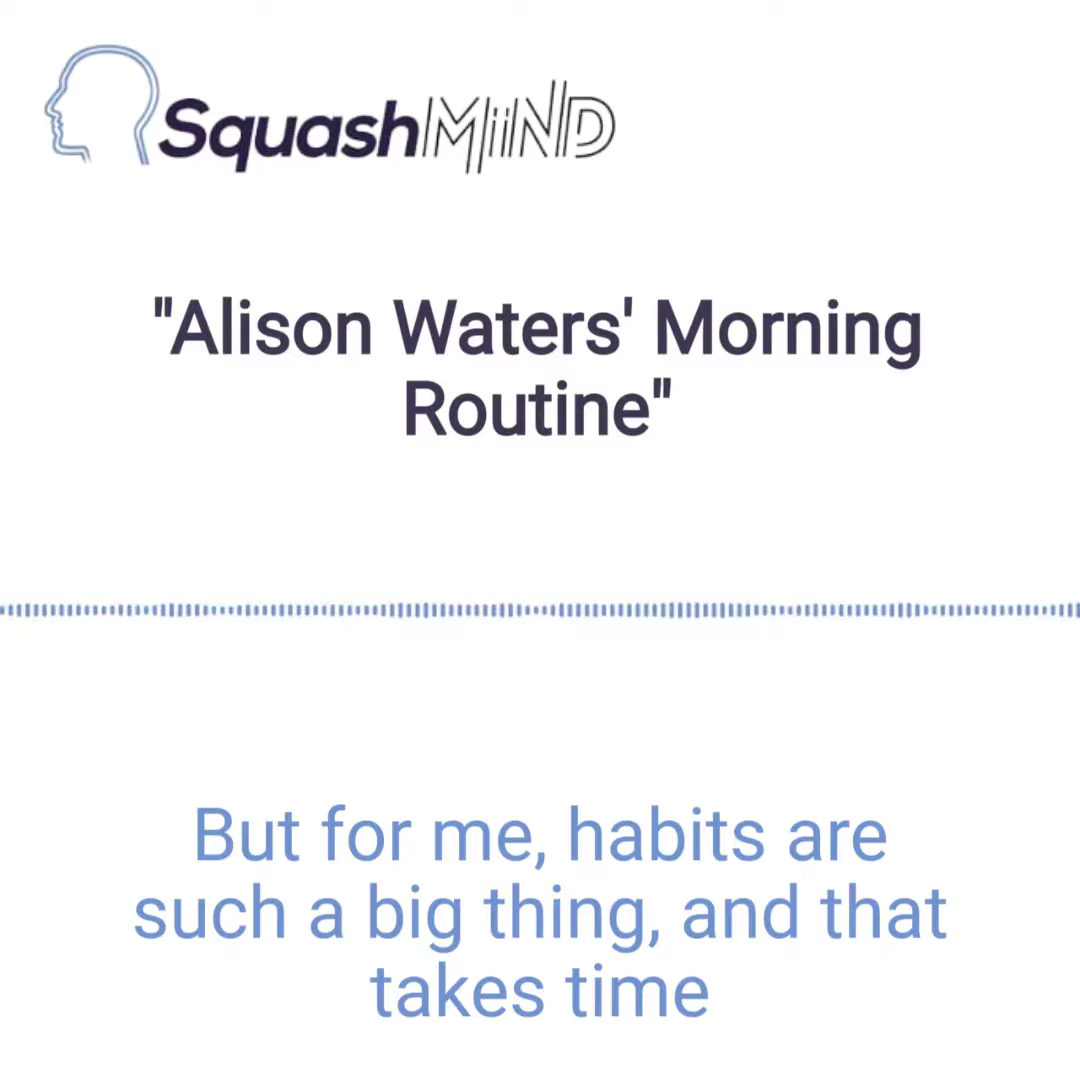 SquashMIND
"Alison Waters' Morning
Routine"
But for me, habits are
such a big thing, and that
takes time